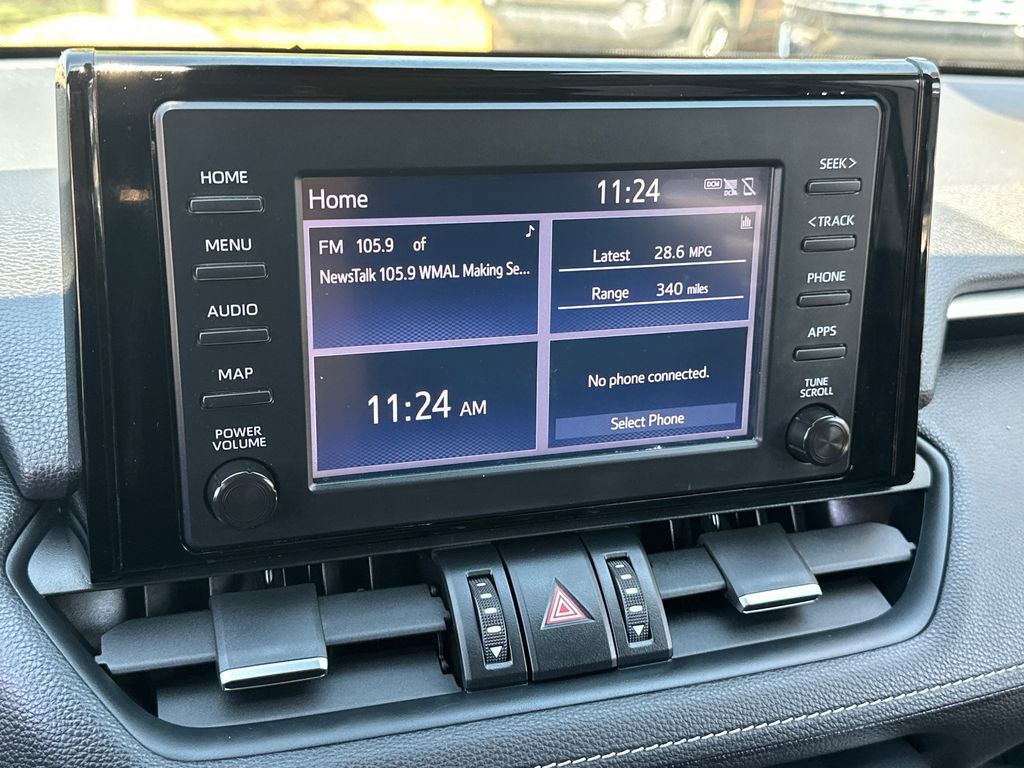 HOME
MENU
AUDIO
MAP
POWER
VOLUME
Home
11:24
DCM
DCM
FM 105.9 of
NewsTalk 105.9 WMAL Making Se...
Latest 28.6 MPG
Range 340 miles
11:24 AM
No phone connected.
Select Phone
SEEK>
<TRACK
PHONE
APPS
TUNE
SCROLL